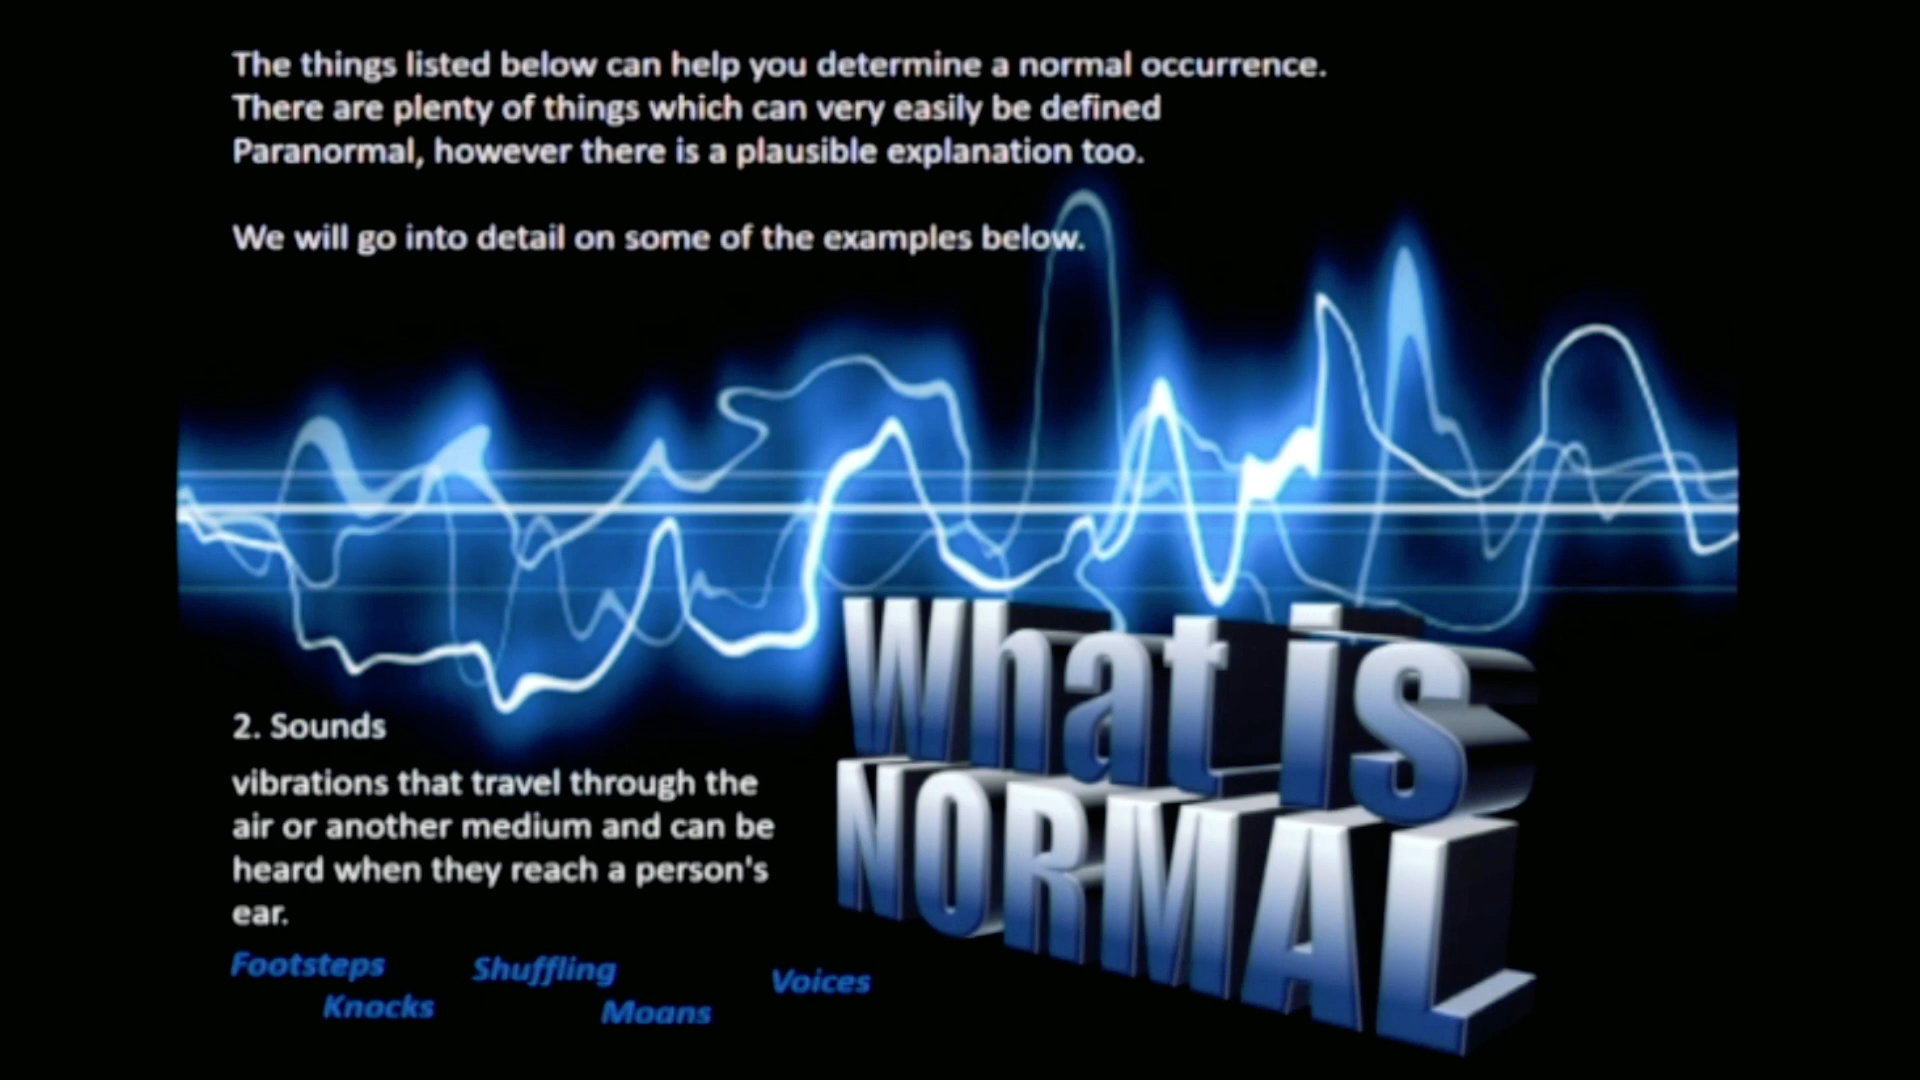 The things listed below can help you determine a normal occurrence.
There are plenty of things which can very easily be defined
Paranormal, however there is a plausible explanation too.
We will go into detail on some of the examples below.
2. Sounds
vibrations that travel through the
air or another medium and can be
heard when they reach a person's
ear.
Footsteps Shuffling Voices
Knocks Moans
What is
NORMAL